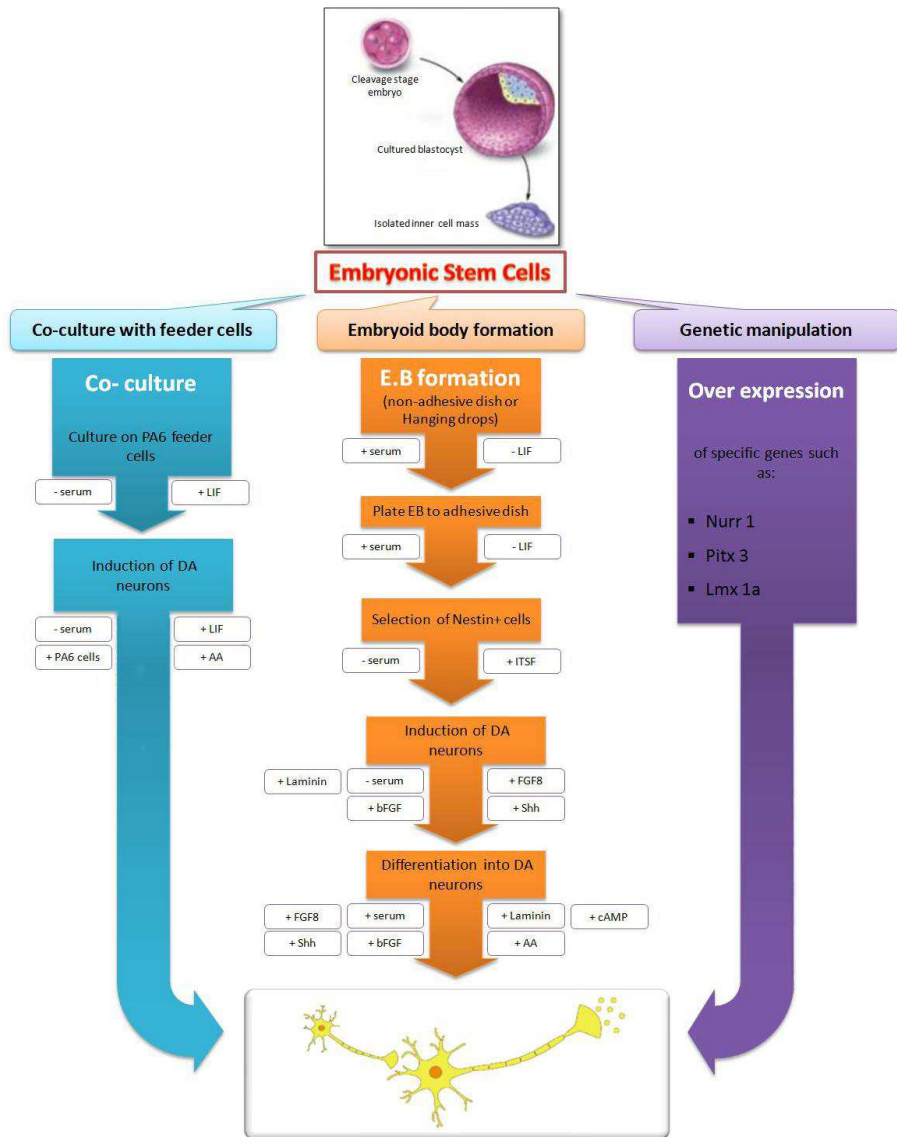 Cleavage stage
embryo
Cultured blastocyst
Isolated inner cell mass
Embryonic Stem Cells
Co-culture with feeder cells
Embryoid body formation
Genetic manipulation
Co- culture
Culture on PA6 feeder
cells
- serum
+ LIF
Induction of DA
neurons
- serum
+ LIF
+ PA6 cells
+ AA
E.B formation
(non-adhesive dish or
Hanging drops)
+ serum
- LIF
Plate EB to adhesive dish
+ serum
- LIF
Selection of Nestin+ cells
- serum
+ ITSF
Induction of DA
neurons
+ Laminin
- serum
+ FGF8
+ bFGF
+ Shh
Differentiation into DA
neurons
+ FGF8
+ serum
+ Laminin
+ cAMP
+ Shh
+ bFGF
+ AA
Over expression
of specific genes such
as:
▪ Nurr 1
▪ Pitx 3
▪ Lmx 1a